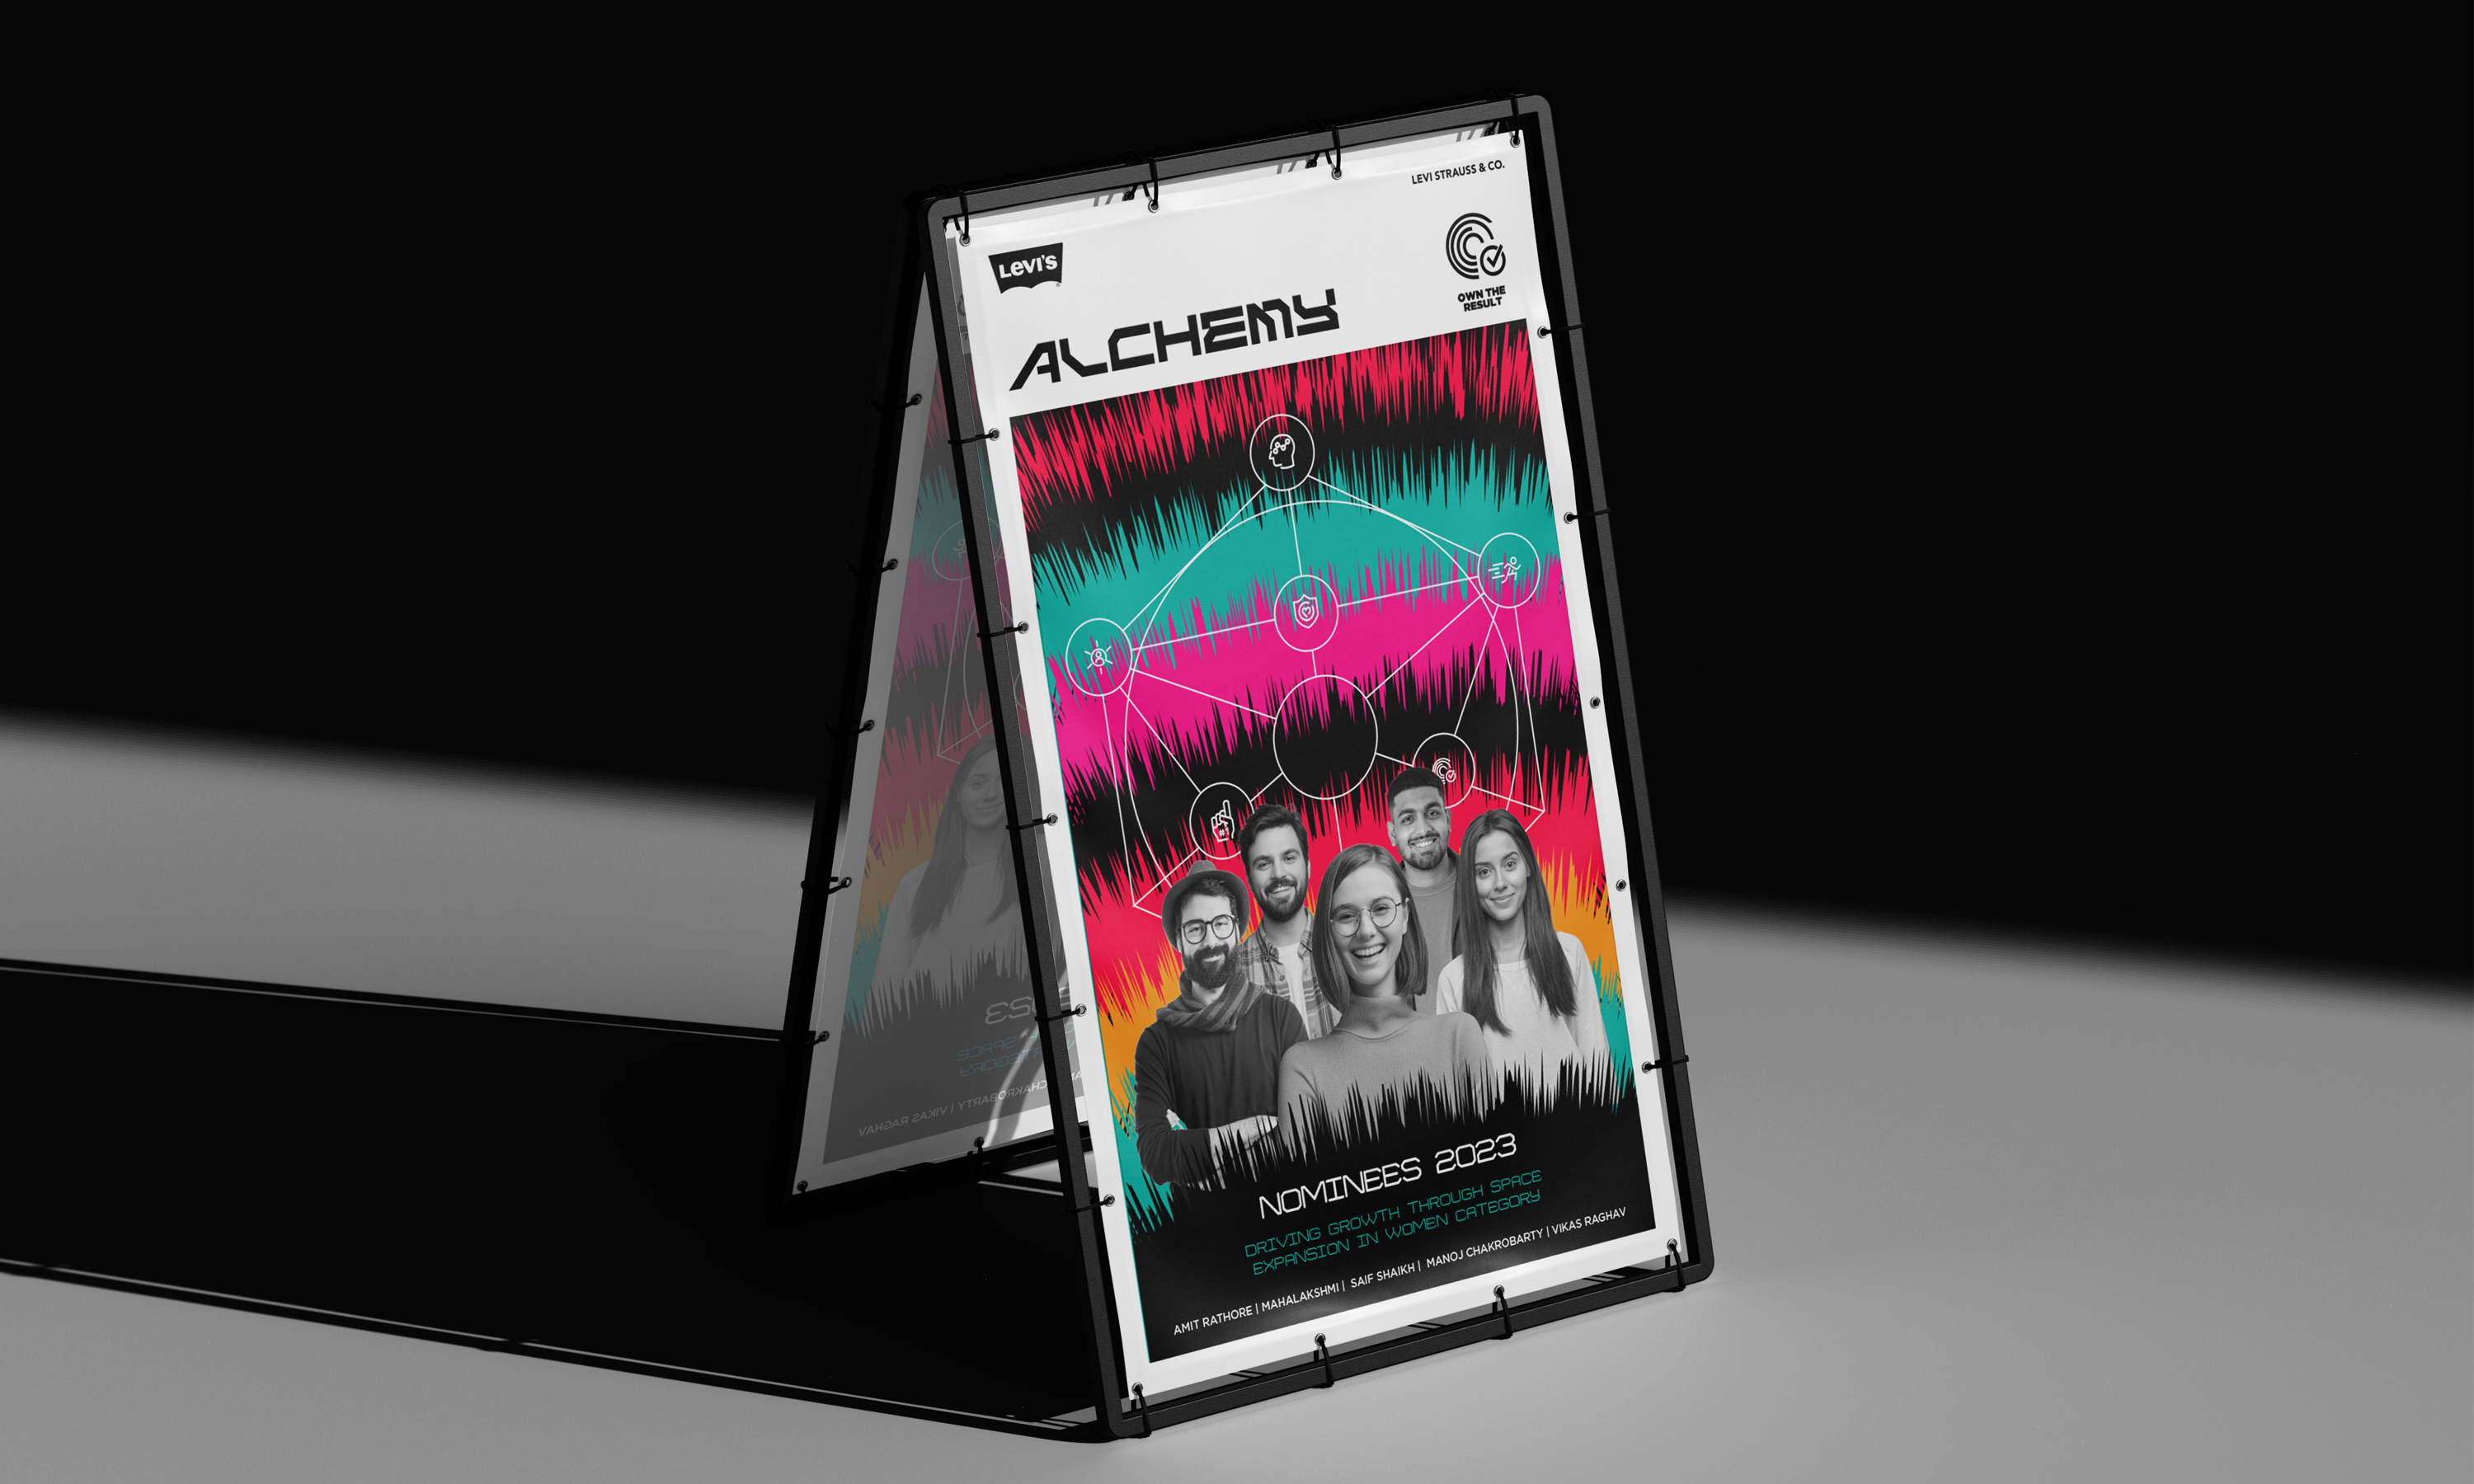 LEVI STRAUSS & CO.
Levi's
OWN THE
RESULT
ALCHEMY
NOMINEES 2023
DRIVING GROWTH THROUGH SPACE
EXPANSION IN WOMEN CATEGORY
AMIT RATHORE | MAHALAKSHMI | SAIF SHAIKH | MANOJ CHAKROBARTY | VIKAS RAGHAV